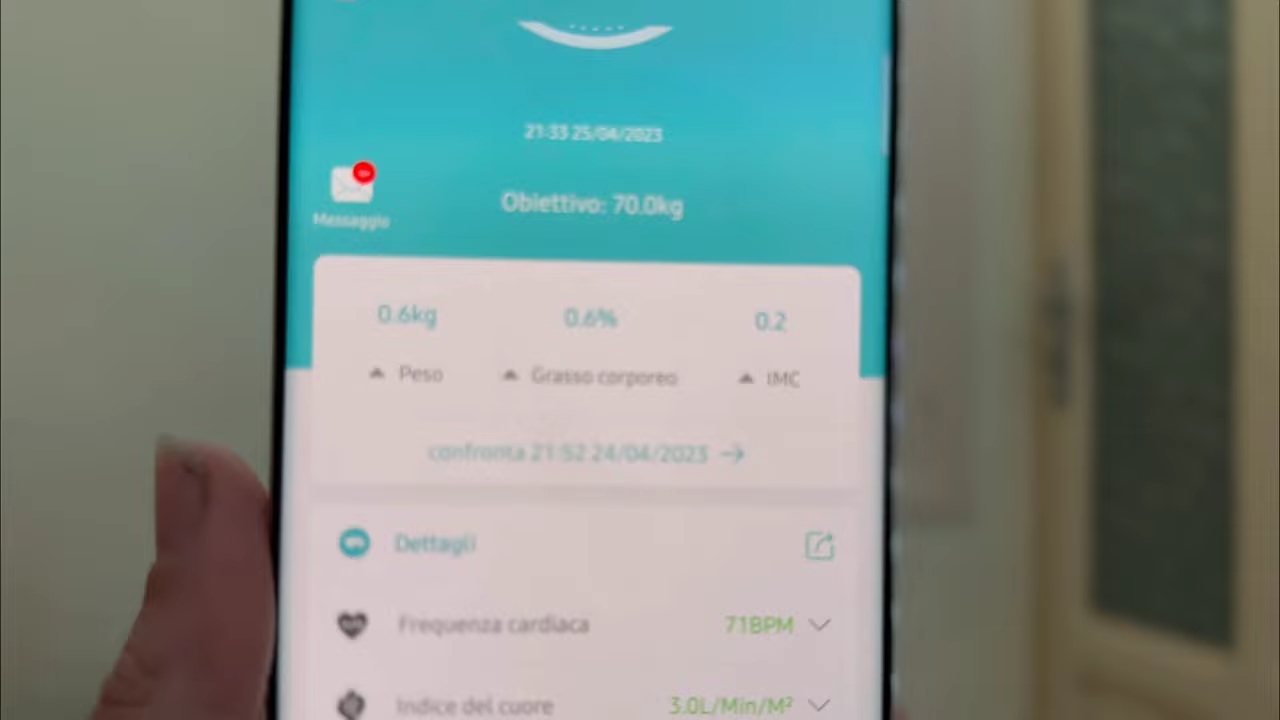 21:33 25/04/2023
Obiettivo: 70.0kg
Messaggio
0.6kg 0.6% 0.2
Peso Grasso corporeo IMC
confronta 21:52 24/04/2023
Dettagli
Frequenza cardiaca 71BPM
Indice del cuore 3.0L/Min/M²